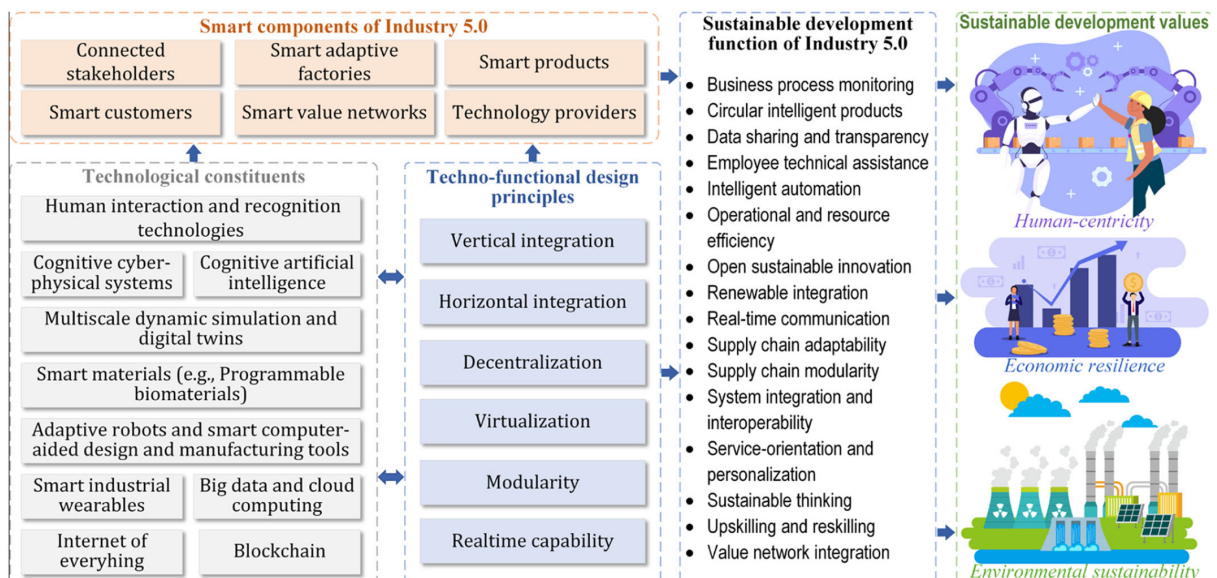 Smart components of Industry 5.0
Connected
stakeholders
Smart adaptive
factories
Smart products
Smart customers
Smart value networks
Technology providers
Technological constituents
Human interaction and recognition
technologies
Cognitive cyber-
physical systems
Cognitive artificial
intelligence
Multiscale dynamic simulation and
digital twins
Smart materials (e.g., Programmable
biomaterials)
Adaptive robots and smart computer-
aided design and manufacturing tools
Smart industrial
wearables
Big data and cloud
computing
Internet of
everyhing
Blockchain
Techno-functional design
principles
Vertical integration
Horizontal integration
Decentralization
Virtualization
Modularity
Realtime capability
Sustainable development
function of Industry 5.0
• Business process monitoring
• Circular intelligent products
• Data sharing and transparency
• Employee technical assistance
• Intelligent automation
• Operational and resource
efficiency
• Open sustainable innovation
• Renewable integration
• Real-time communication
• Supply chain adaptability
• Supply chain modularity
• System integration and
interoperability
• Service-orientation and
personalization
• Sustainable thinking
• Upskilling and reskilling
• Value network integration
Sustainable development values
Human-centricity
Economic resilience
Environmental sustainability